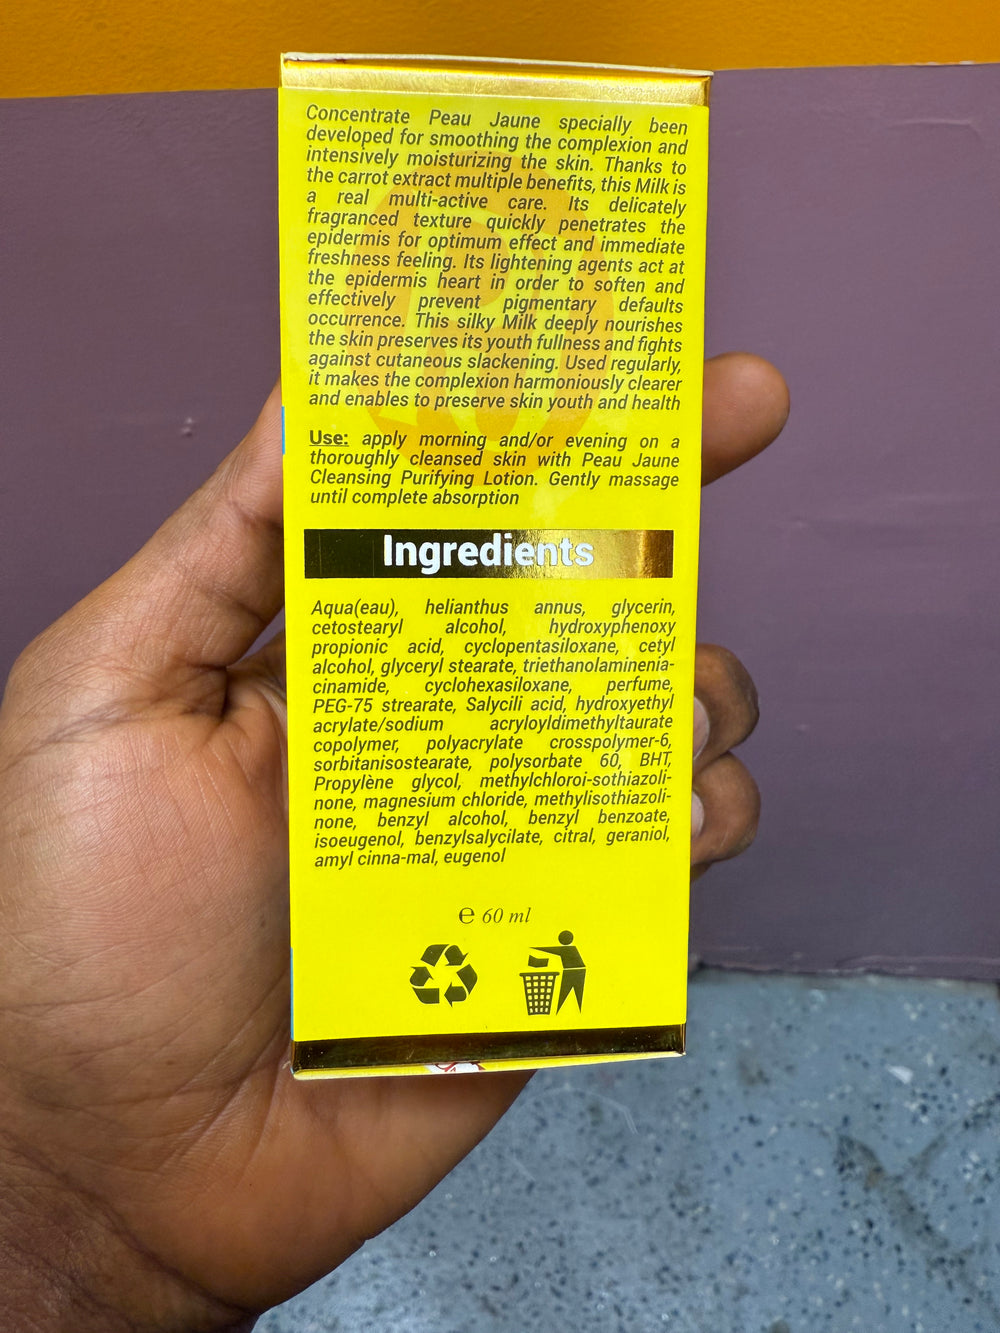 Concentrate Peau Jaune specially been
developed for smoothing the complexion and
intensively moisturizing the skin. Thanks to
the carrot extract multiple benefits, this Milk is
a real multi-active care. Its delicately
fragranced texture quickly penetrates the
epidermis for optimum effect and immediate
freshness feeling. Its lightening agents act at
the epidermis heart in order to soften and
effectively prevent pigmentary defaults
occurrence. This silky Milk deeply nourishes
the skin preserves its youth fullness and fights
against cutaneous slackening. Used regularly,
it makes the complexion harmoniously clearer
and enables to preserve skin youth and health
Use: apply morning and/or evening on a
thoroughly cleansed skin with Peau Jaune
Cleansing Purifying Lotion. Gently massage
until complete absorption
Ingredients
Aqua(eau), helianthus annus, glycerin,
cetostearyl alcohol, hydroxyphenoxy
propionic acid, cyclopentasiloxane, cetyl
alcohol, glyceryl stearate, triethanolaminenia-
cinamide, cyclohexasiloxane, perfume,
PEG-75 strearate, Salycili acid, hydroxyethyl
acrylate/sodium acryloyldimethyltaurate
copolymer, polyacrylate crosspolymer-6,
sorbitanisostearate, polysorbate 60, BHT,
Propylène glycol, methylchloroi-sothiazoli-
none, magnesium chloride, methylisothiazoli-
none, benzyl alcohol, benzyl benzoate,
isoeugenol, benzylsalycilate, citral, geraniol,
amyl cinna-mal, eugenol
℮ 60 ml